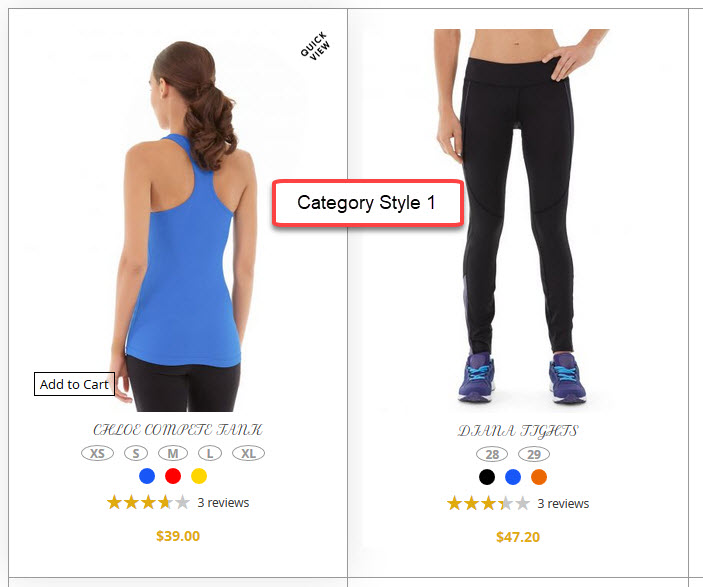 QUICK
VIEW
Category Style 1
Add to Cart
CHLOE COMPETE TANK
XS S M L XL
3 reviews
$39.00
DIANA TIGHTS
28 29
3 reviews
$47.20